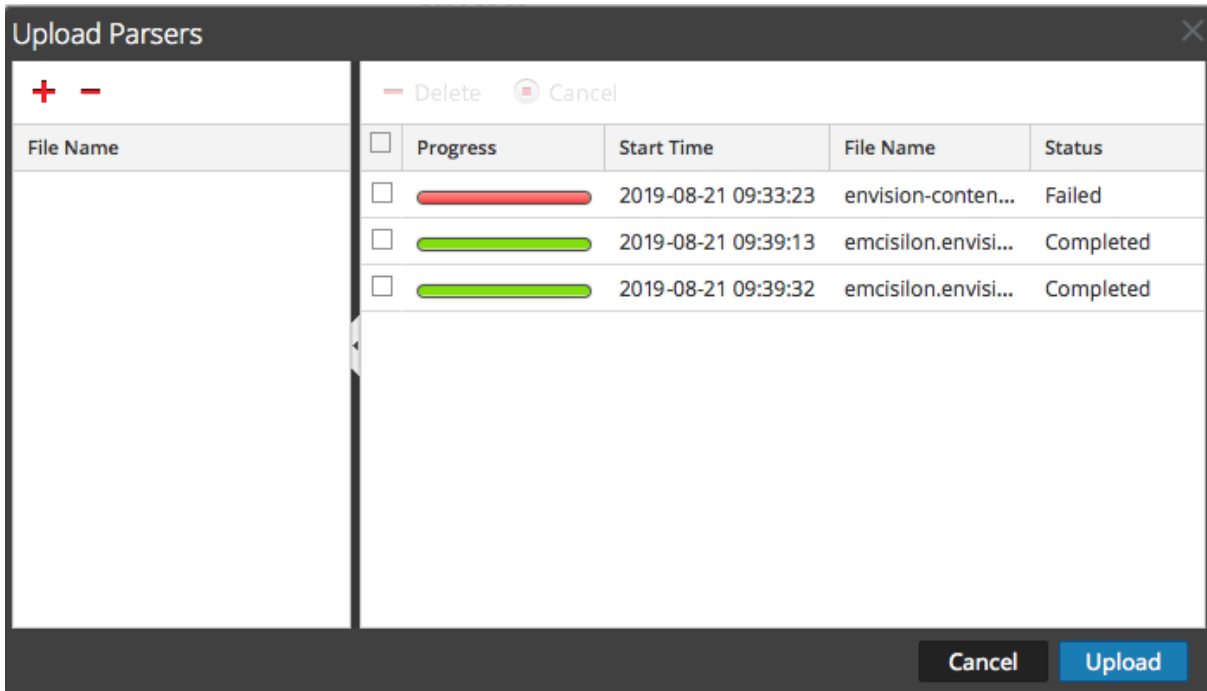 Upload Parsers
Delete Cancel
File Name
Progress Start Time File Name Status
2019-08-21 09:33:23 envision-conten... Failed
2019-08-21 09:39:13 emcisilon.envisi... Completed
2019-08-21 09:39:32 emcisilon.envisi... Completed
Cancel Upload